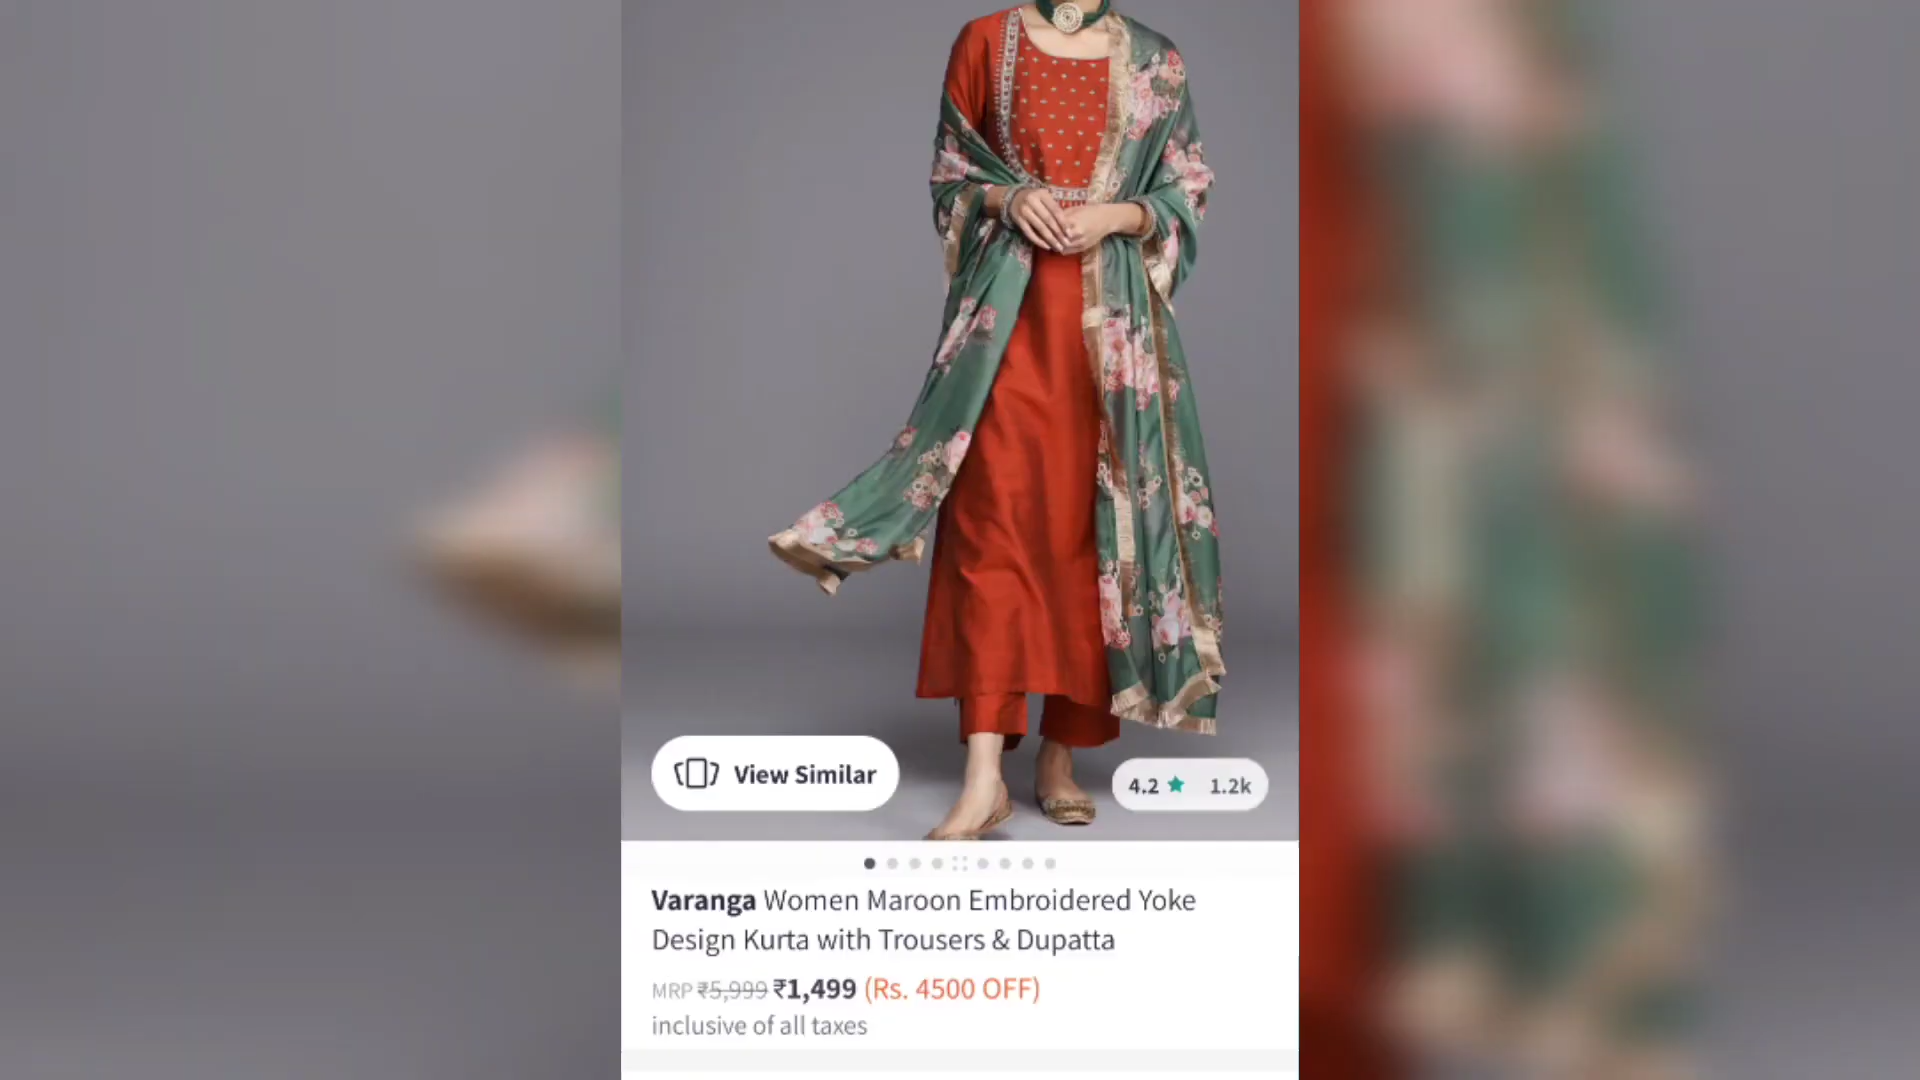 View Similar
4.2 ★ 1.2k
Varanga Women Maroon Embroidered Yoke
Design Kurta with Trousers & Dupatta
MRP ₹5,999 ₹1,499 (Rs. 4500 OFF)
inclusive of all taxes